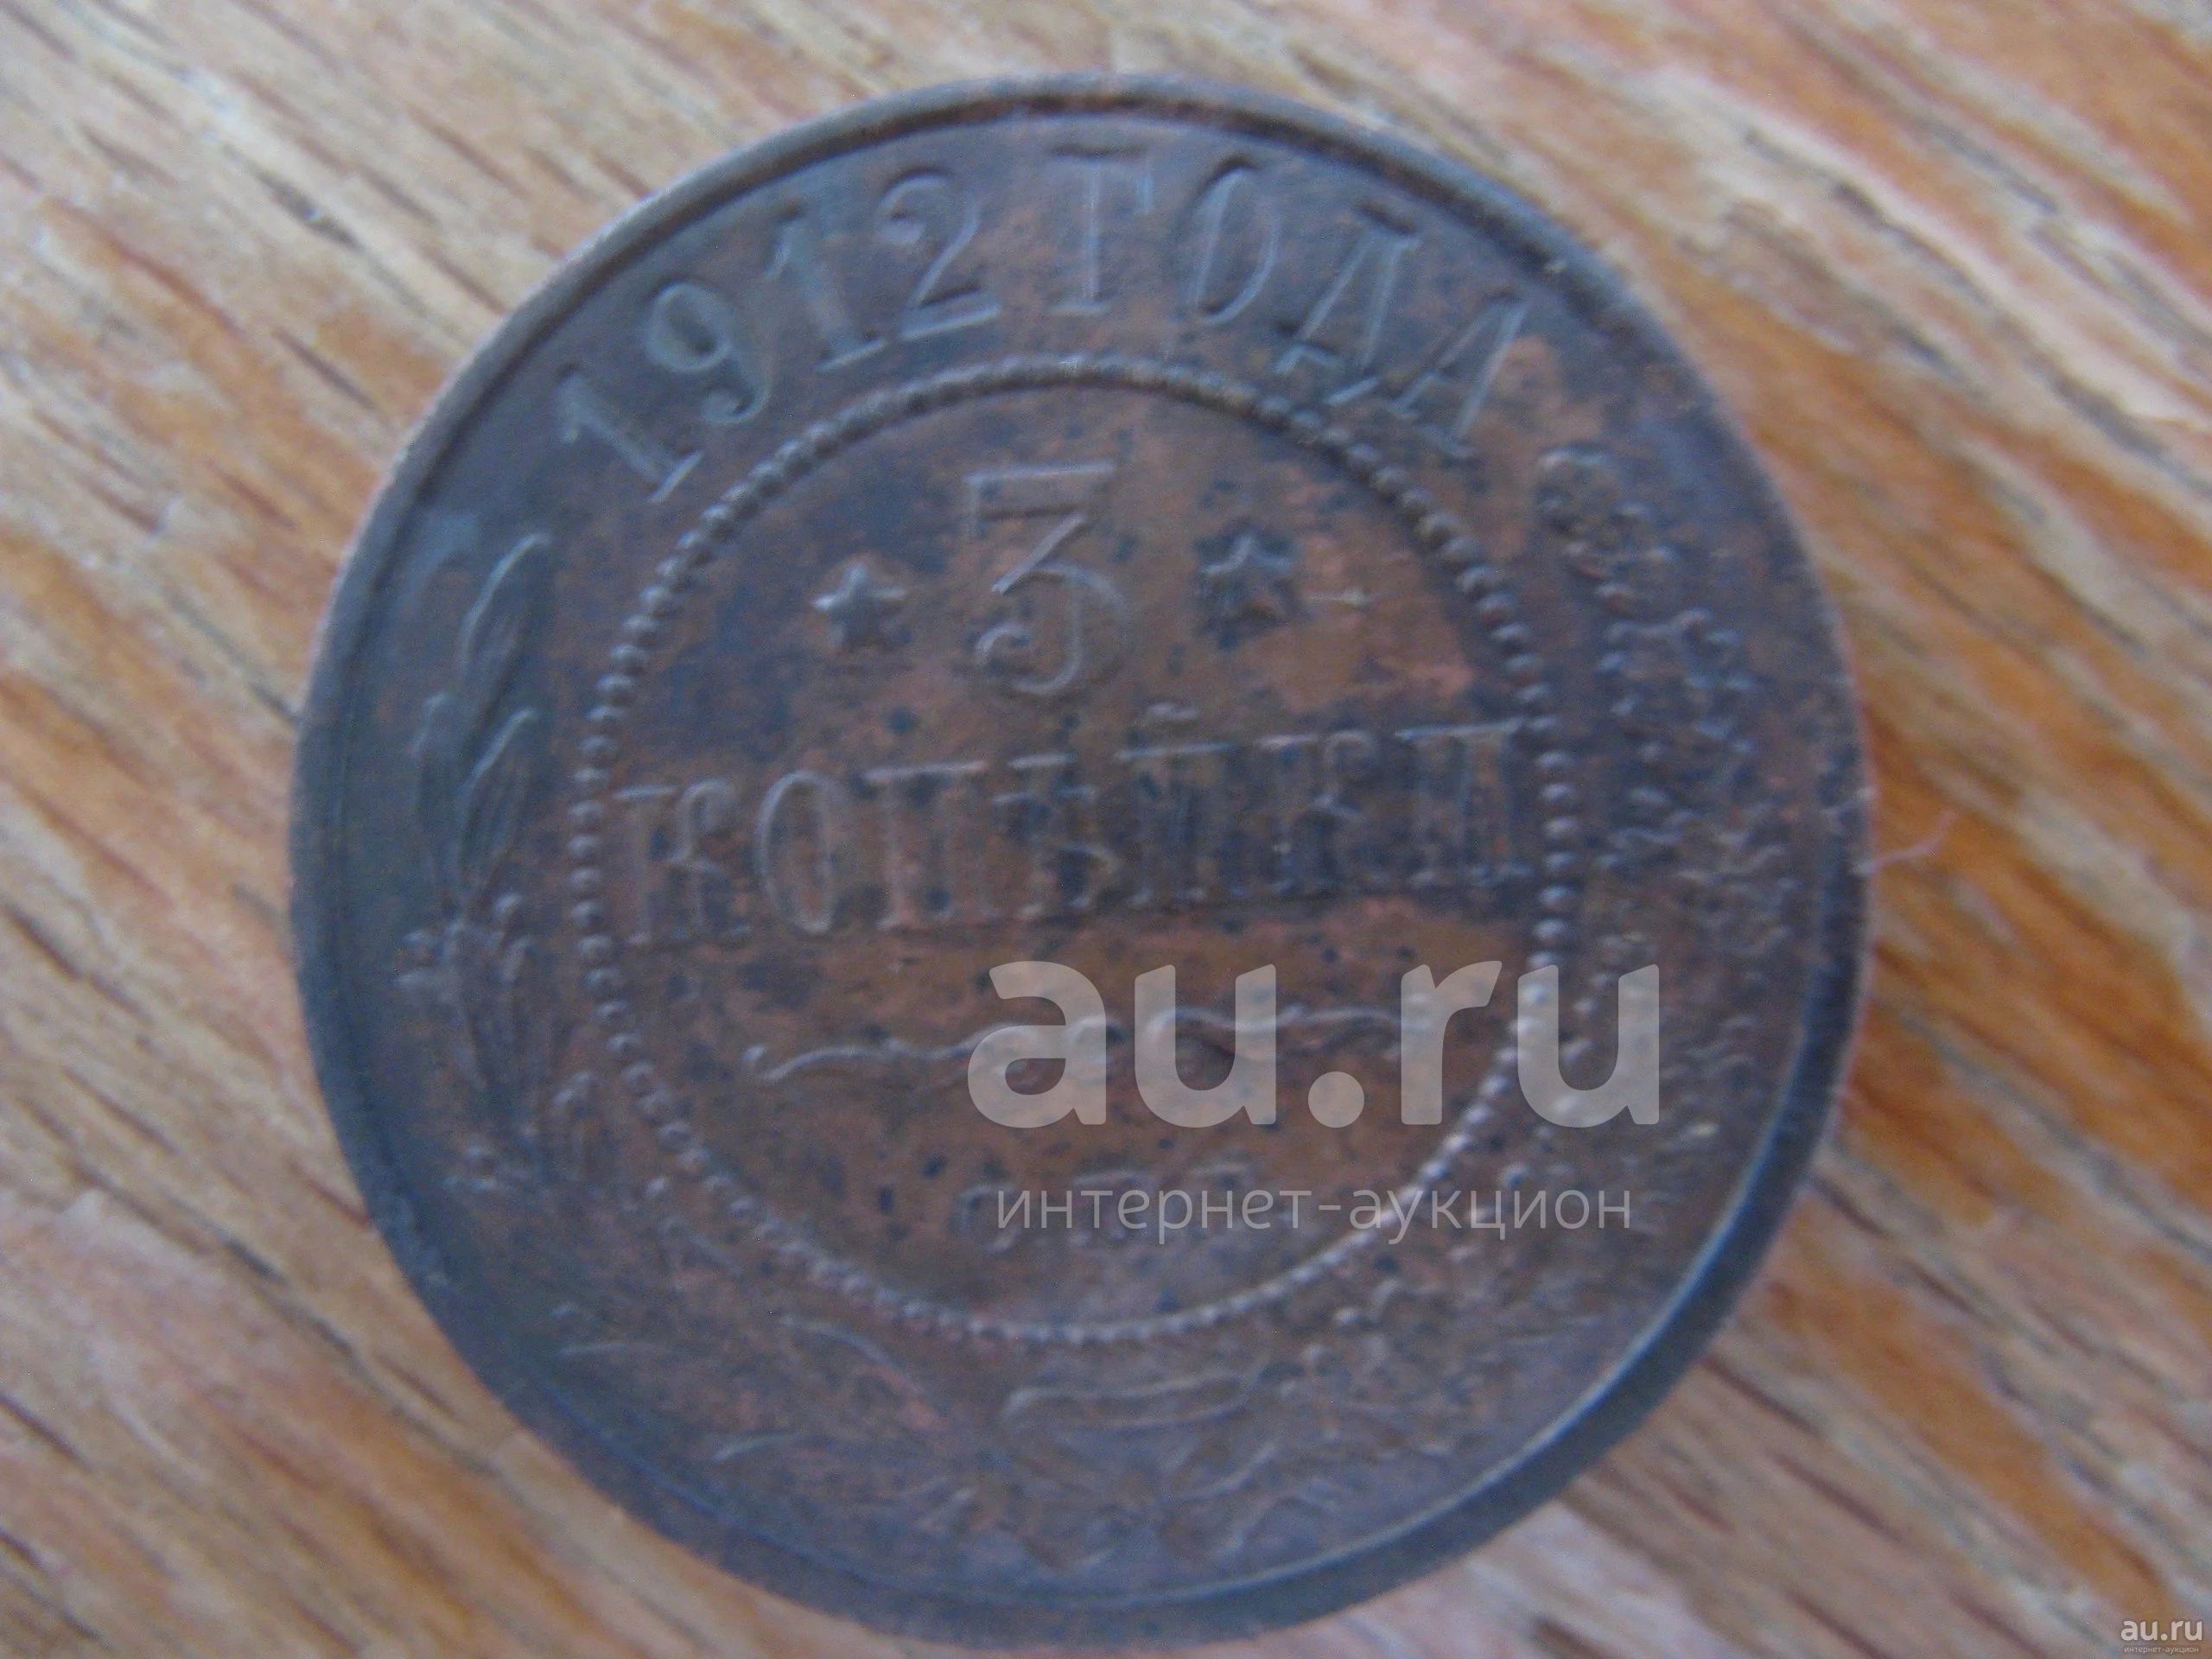 1912 ГОДА
3
КОПѢЙКИ
С.П.Б.
au.ru
интернет-аукцион
au.ru
интернет-аукцион